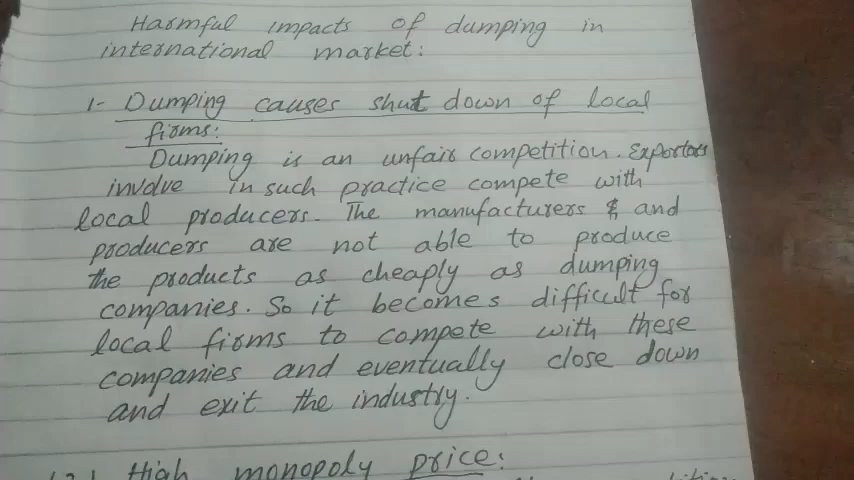 Harmful impacts of dumping in
international market:
1- Dumping causes shut down of local
firms:
Dumping is an unfair competition. Exporters
involve in such practice compete with
local producers. The manufacturers & and
producers are not able to produce
the products as cheaply as dumping
companies. So it becomes difficult for
local firms to compete with these
companies and eventually close down
and exit the industry.
(2) High monopoly price: